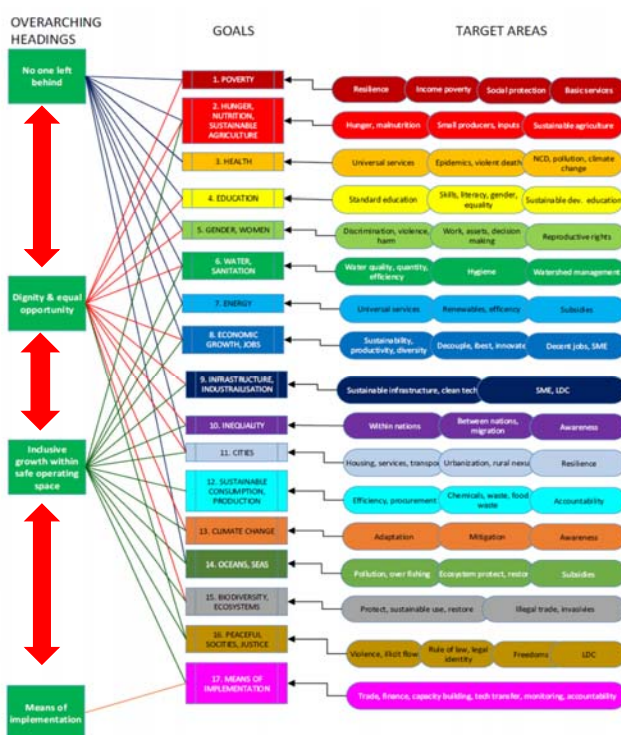 OVERARCHING
HEADINGS
GOALS
TARGET AREAS
No one left
behind
Dignity & equal
opportunity
Inclusive
growth within
safe operating
space
Means of
implementation
1. POVERTY
Resilience
Income poverty
Social protection
Basic services
2. HUNGER,
NUTRITION,
SUSTAINABLE
AGRICULTURE
Hunger, malnutrition
Small producers, inputs
Sustainable agriculture
3. HEALTH
Universal services
Epidemics, violent death
NCD, pollution, climate
change
4. EDUCATION
Standard education
Skills, literacy, gender,
equality
Sustainable dev. education
5. GENDER, WOMEN
Discrimination, violence,
harm
Work, assets, decision
making
Reproductive rights
6. WATER,
SANITATION
Water quality, quantity,
efficiency
Hygiene
Watershed management
7. ENERGY
Universal services
Renewables, efficency
Subsidies
8. ECONOMIC
GROWTH, JOBS
Sustainability,
productivity, diversity
Decouple, ibest, innovate
Decent jobs, SME
9. INFRASTRUCTURE,
INDUSTRAILISATION
Sustainable infrastructure, clean tech
SME, LDC
10. INEQUALITY
Within nations
Between nations,
migration
Awareness
11. CITIES
Housing, services, transpo
Urbanization, rural nexu
Resilience
12. SUSTAINABLE
CONSUMPTION,
PRODUCTION
Efficiency, procurement
Chemicals, waste, food
waste
Accountability
13. CLIMATE CHANGE
Adaptation
Mitigation
Awareness
14. OCEANS, SEAS
Pollution, over fishing
Ecosystem protect, restor
Subsidies
15. BIODIVERSITY,
ECOSYSTEMS
Protect, sustainable use, restore
Illegal trade, invasivies
16. PEACEFUL
SOCITIES, JUSTICE
Violence, illicit flow
Rule of law, legal
identity
Freedoms
LDC
17. MEANS OF
IMPLEMENTATION
Trade, finance, capacity building, tech transfer, monitoring, accountability